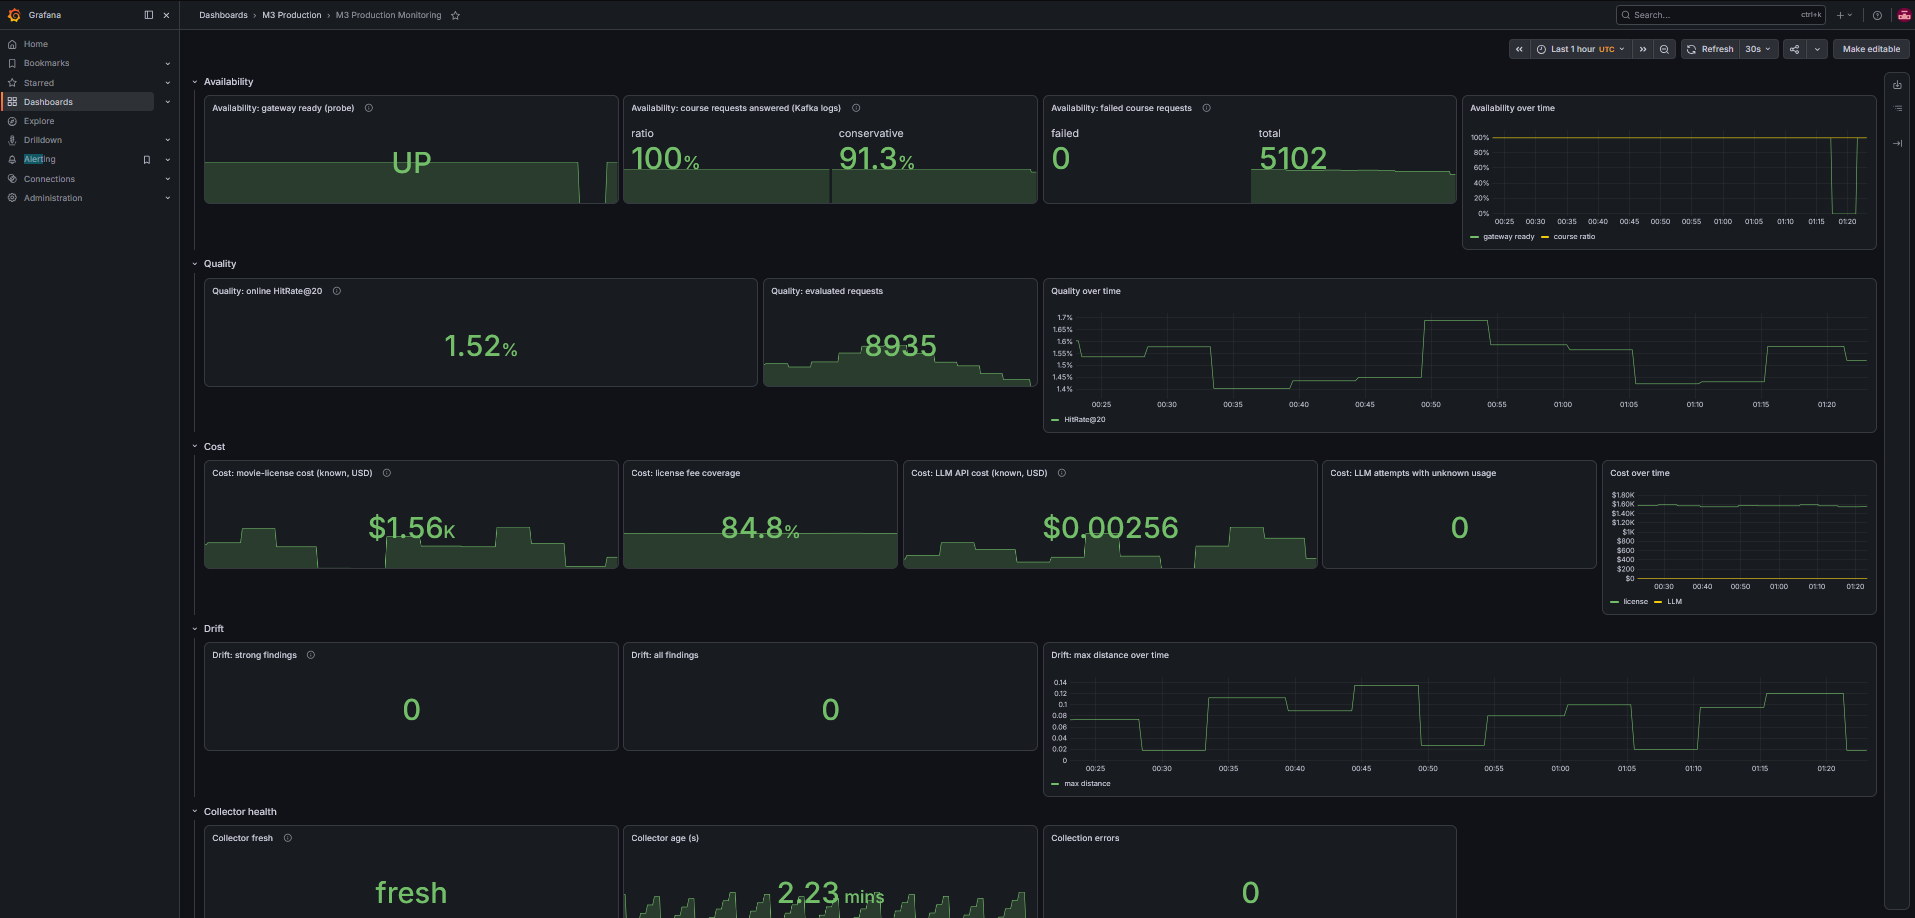 Grafana
Dashboards › M3 Production › M3 Production Monitoring
Search... ctrl+k
Home
Bookmarks
Starred
Dashboards
Explore
Drilldown
Alerting
Connections
Administration
Last 1 hour UTC
Refresh 30s
Make editable
Availability
Availability: gateway ready (probe)
UP
Availability: course requests answered (Kafka logs)
ratio
100%
conservative
91.3%
Availability: failed course requests
failed
0
total
5102
Availability over time
100%
80%
60%
40%
20%
0%
00:25 00:30 00:35 00:40 00:45 00:50 00:55 01:00 01:05 01:10 01:15 01:20
gateway ready course ratio
Quality
Quality: online HitRate@20
1.52%
Quality: evaluated requests
8935
Quality over time
1.7%
1.65%
1.6%
1.55%
1.5%
1.45%
1.4%
00:25 00:30 00:35 00:40 00:45 00:50 00:55 01:00 01:05 01:10 01:15 01:20
HitRate@20
Cost
Cost: movie-license cost (known, USD)
$1.56K
Cost: license fee coverage
84.8%
Cost: LLM API cost (known, USD)
$0.00256
Cost: LLM attempts with unknown usage
0
Cost over time
$1.80K
$1.60K
$1.40K
$1.20K
$1K
$800
$600
$400
$200
$0
00:30 00:40 00:50 01:00 01:10 01:20
license LLM
Drift
Drift: strong findings
0
Drift: all findings
0
Drift: max distance over time
0.14
0.12
0.1
0.08
0.06
0.04
0.02
0
00:25 00:30 00:35 00:40 00:45 00:50 00:55 01:00 01:05 01:10 01:15 01:20
max distance
Collector health
Collector fresh
fresh
Collector age (s)
2.23 mins
Collection errors
0